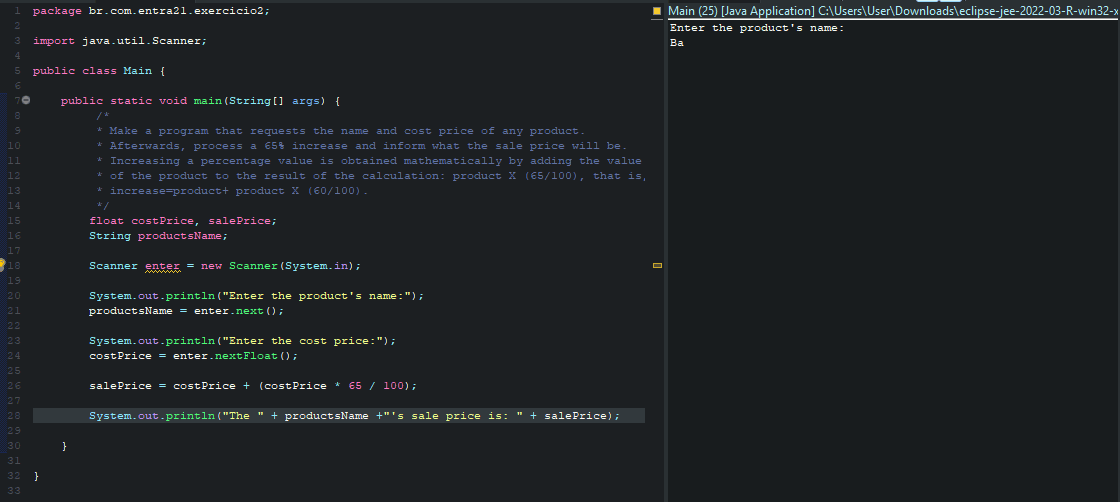 1 package br.com.entra21.exercicio2;
2
3 import java.util.Scanner;
4
5 public class Main {
6
7 public static void main(String[] args) {
8 /*
9 * Make a program that requests the name and cost price of any product.
10 * Afterwards, process a 65% increase and inform what the sale price will be.
11 * Increasing a percentage value is obtained mathematically by adding the value
12 * of the product to the result of the calculation: product X (65/100), that is,
13 * increase=product+ product X (60/100).
14 */
15 float costPrice, salePrice;
16 String productsName;
17
18 Scanner enter = new Scanner(System.in);
19
20 System.out.println("Enter the product's name:");
21 productsName = enter.next();
22
23 System.out.println("Enter the cost price:");
24 costPrice = enter.nextFloat();
25
26 salePrice = costPrice + (costPrice * 65 / 100);
27
28 System.out.println("The " + productsName +"'s sale price is: " + salePrice);
29
30 }
31
32 }
33
Main (25) [Java Application] C:\Users\User\Downloads\eclipse-jee-2022-03-R-win32-x
Enter the product's name:
Ba